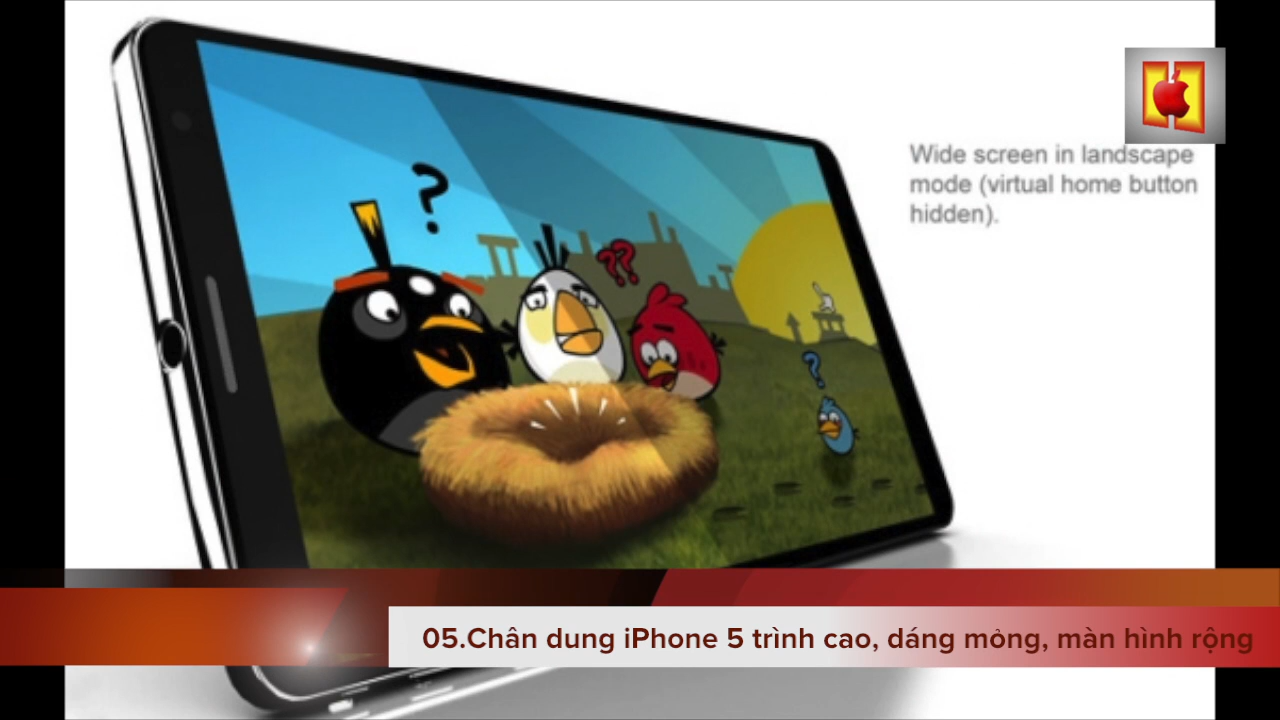 Wide screen in landscape
mode (virtual home button
hidden).
?
??
?
05.Chân dung iPhone 5 trình cao, dáng mỏng, màn hình rộng